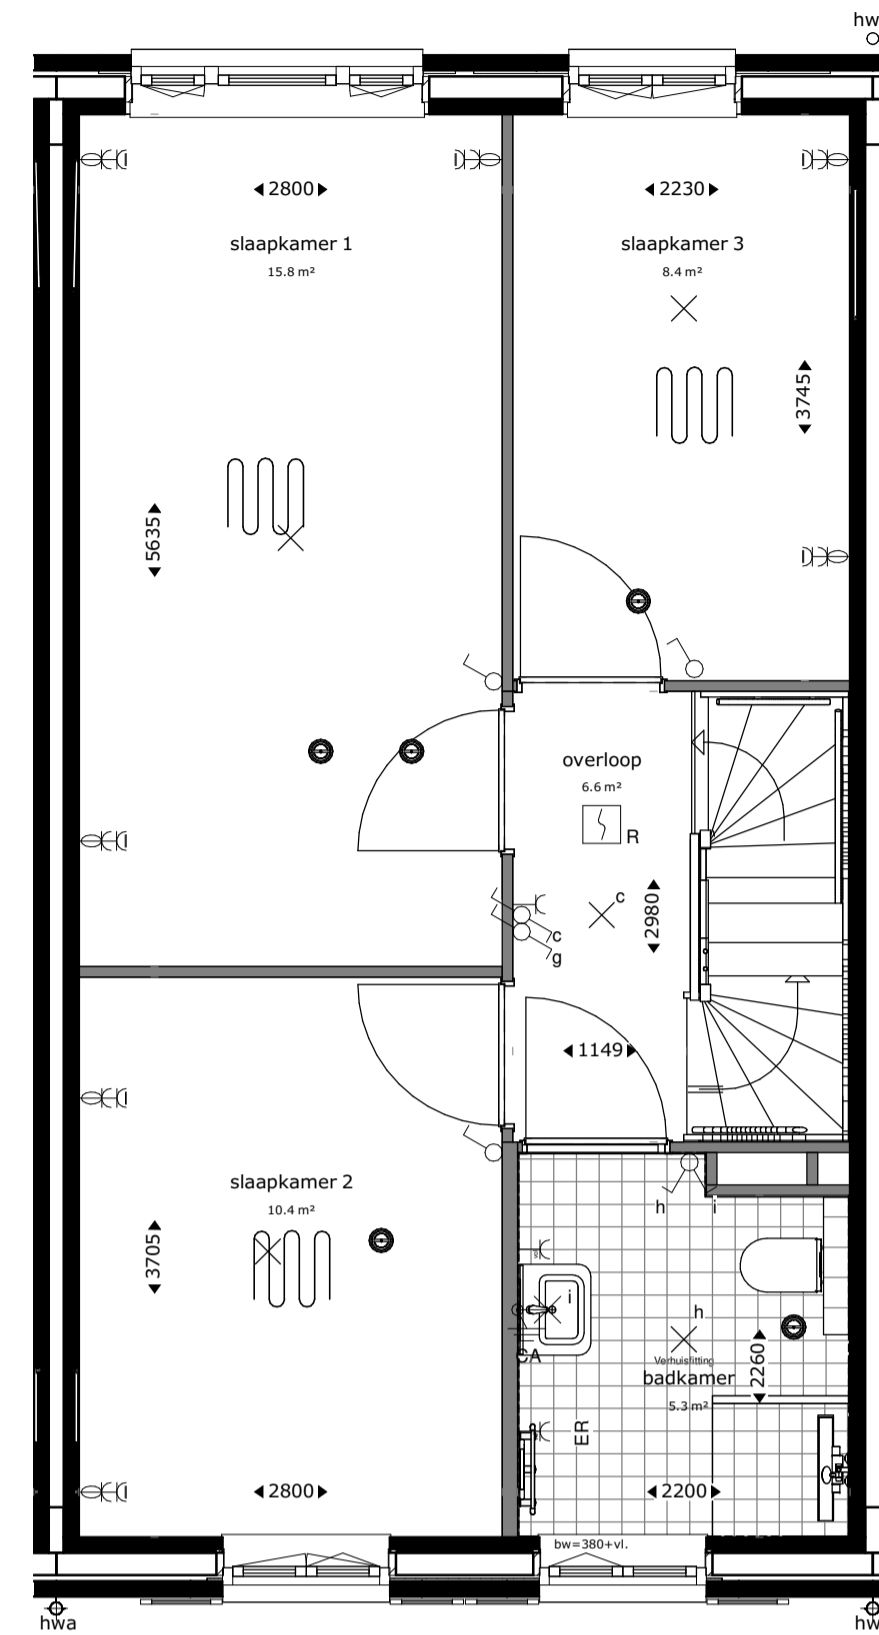 hw
2800
2230
slaapkamer 1
15.8 m²
slaapkamer 3
8.4 m²
3745
5635
overloop
6.6 m²
R
c
2980
c
g
1149
slaapkamer 2
10.4 m²
3705
h
i
i
h
CA
Verhuisfitting
badkamer
5.3 m²
2260
ER
2800
2200
bw=380+vl.
hwa
hw